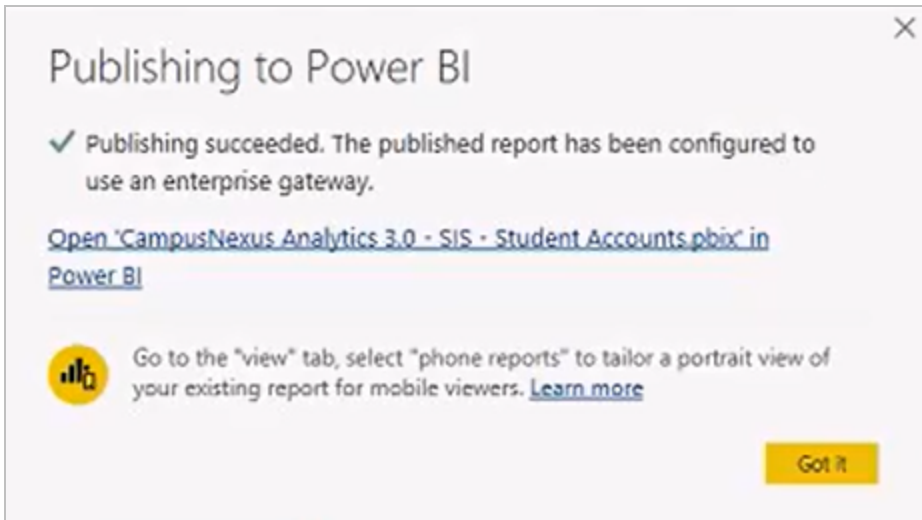 Publishing to Power BI
Publishing succeeded. The published report has been configured to
use an enterprise gateway.
Open 'CampusNexus Analytics 3.0 - SIS - Student Accounts.pbix' in
Power BI
Go to the "view" tab, select "phone reports" to tailor a portrait view of
your existing report for mobile viewers. Learn more
Got it